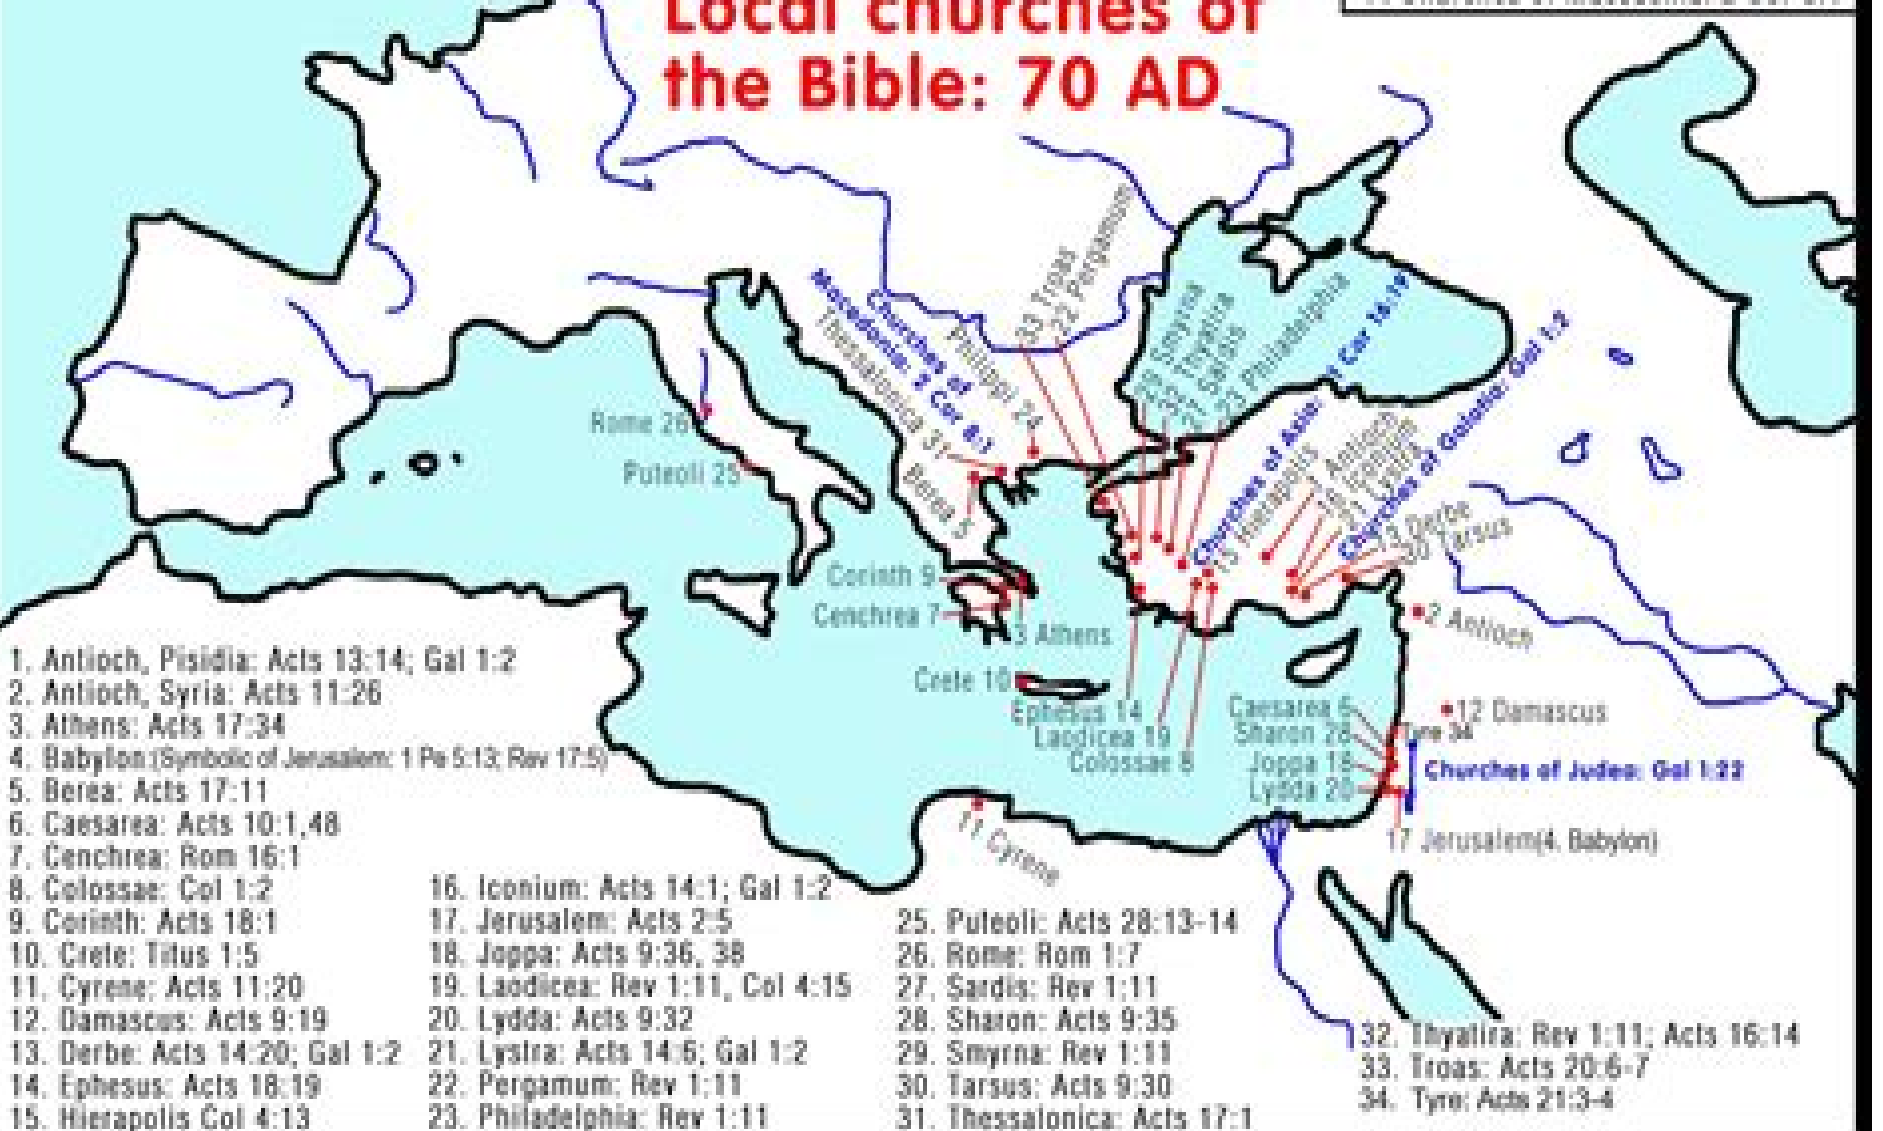 Local churches of
the Bible: 70 AD
33 Troas
22 Pergamum
Churches of
Macedonia: 2 Cor 8:1
Thessalonica 31
Philippi 24
Berea 5
29 Smyrna
32 Thyatira
27 Sardis
23 Philadelphia
Churches of Asia: 1 Cor 16:19
15 Hierapolis
1 Antioch
16 Iconium
21 Lystra
Churches of Galatia: Gal 1:2
13 Derbe
30 Tarsus
Rome 26
Puteoli 25
Corinth 9
Cenchrea 7
3 Athens
Crete 10
Ephesus 14
Laodicea 19
Colossae 8
2 Antioch
12 Damascus
Caesarea 6
Tyre 34
Sharon 28
Joppa 18
Lydda 20
Churches of Judea: Gal 1:22
17 Jerusalem(4. Babylon)
11 Cyrene
1. Antioch, Pisidia: Acts 13:14; Gal 1:2
2. Antioch, Syria: Acts 11:26
3. Athens: Acts 17:34
4. Babylon:(Symbolic of Jerusalem: 1 Pe 5:13; Rev 17:5)
5. Berea: Acts 17:11
6. Caesarea: Acts 10:1,48
7. Cenchrea: Rom 16:1
8. Colossae: Col 1:2
9. Corinth: Acts 18:1
10. Crete: Titus 1:5
11. Cyrene: Acts 11:20
12. Damascus: Acts 9:19
13. Derbe: Acts 14:20; Gal 1:2
14. Ephesus: Acts 18:19
15. Hierapolis Col 4:13
16. Iconium: Acts 14:1; Gal 1:2
17. Jerusalem: Acts 2:5
18. Joppa: Acts 9:36, 38
19. Laodicea: Rev 1:11, Col 4:15
20. Lydda: Acts 9:32
21. Lystra: Acts 14:6; Gal 1:2
22. Pergamum: Rev 1:11
23. Philadelphia: Rev 1:11
25. Puteoli: Acts 28:13-14
26. Rome: Rom 1:7
27. Sardis: Rev 1:11
28. Sharon: Acts 9:35
29. Smyrna: Rev 1:11
30. Tarsus: Acts 9:30
31. Thessalonica: Acts 17:1
32. Thyatira: Rev 1:11; Acts 16:14
33. Troas: Acts 20:6-7
34. Tyre: Acts 21:3-4